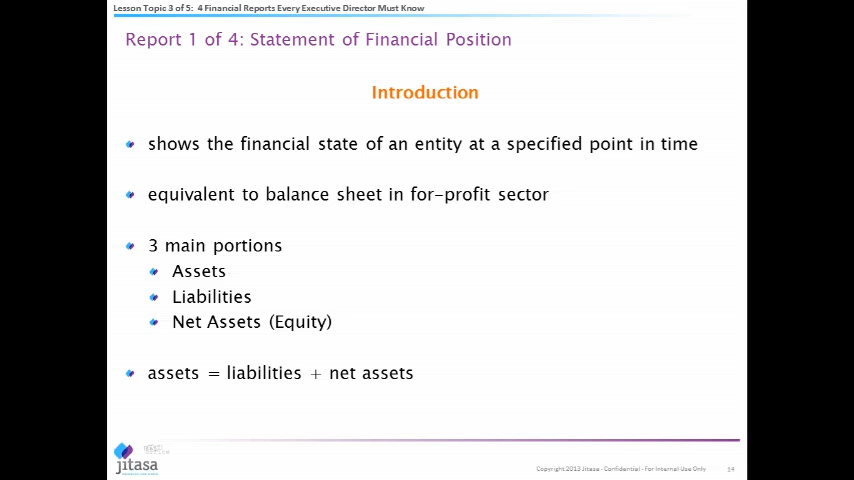 Lesson Topic 3 of 5: 4 Financial Reports Every Executive Director Must Know
Report 1 of 4: Statement of Financial Position
Introduction
shows the financial state of an entity at a specified point in time
equivalent to balance sheet in for-profit sector
3 main portions
Assets
Liabilities
Net Assets (Equity)
assets = liabilities + net assets
jitasa
Copyright 2013 Jitasa - Confidential - For Internal Use Only 14